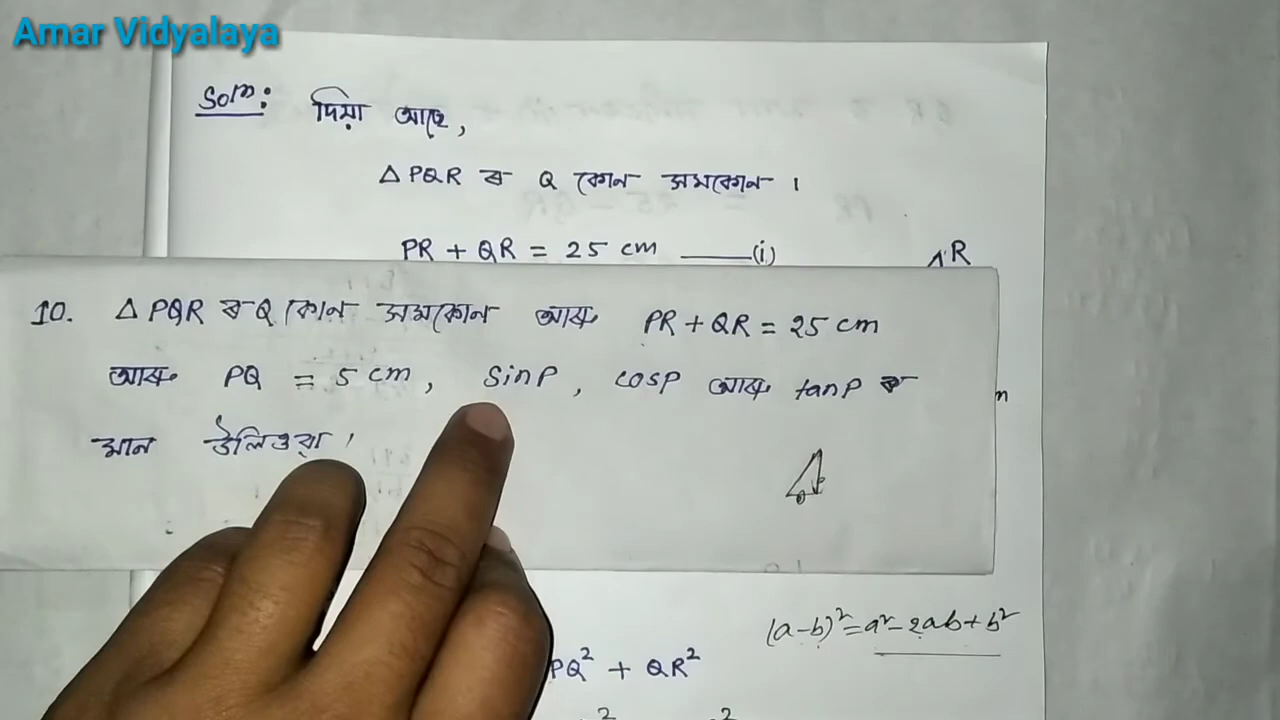 Amar Vidyalaya
Solⁿ: দিয়া আছে,
△ PQR ৰ Q কোন সমকোন ।
PR + QR = 25 cm ——(i)
R
10. △ PQR ৰ Q কোন সমকোন আৰু PR + QR = 25 cm
আৰু PQ = 5 cm, sinP, cosP আৰু tanP ৰ
মান উলিওৱা ।
(a-b)² = a² - 2ab + b²
PQ² + QR²